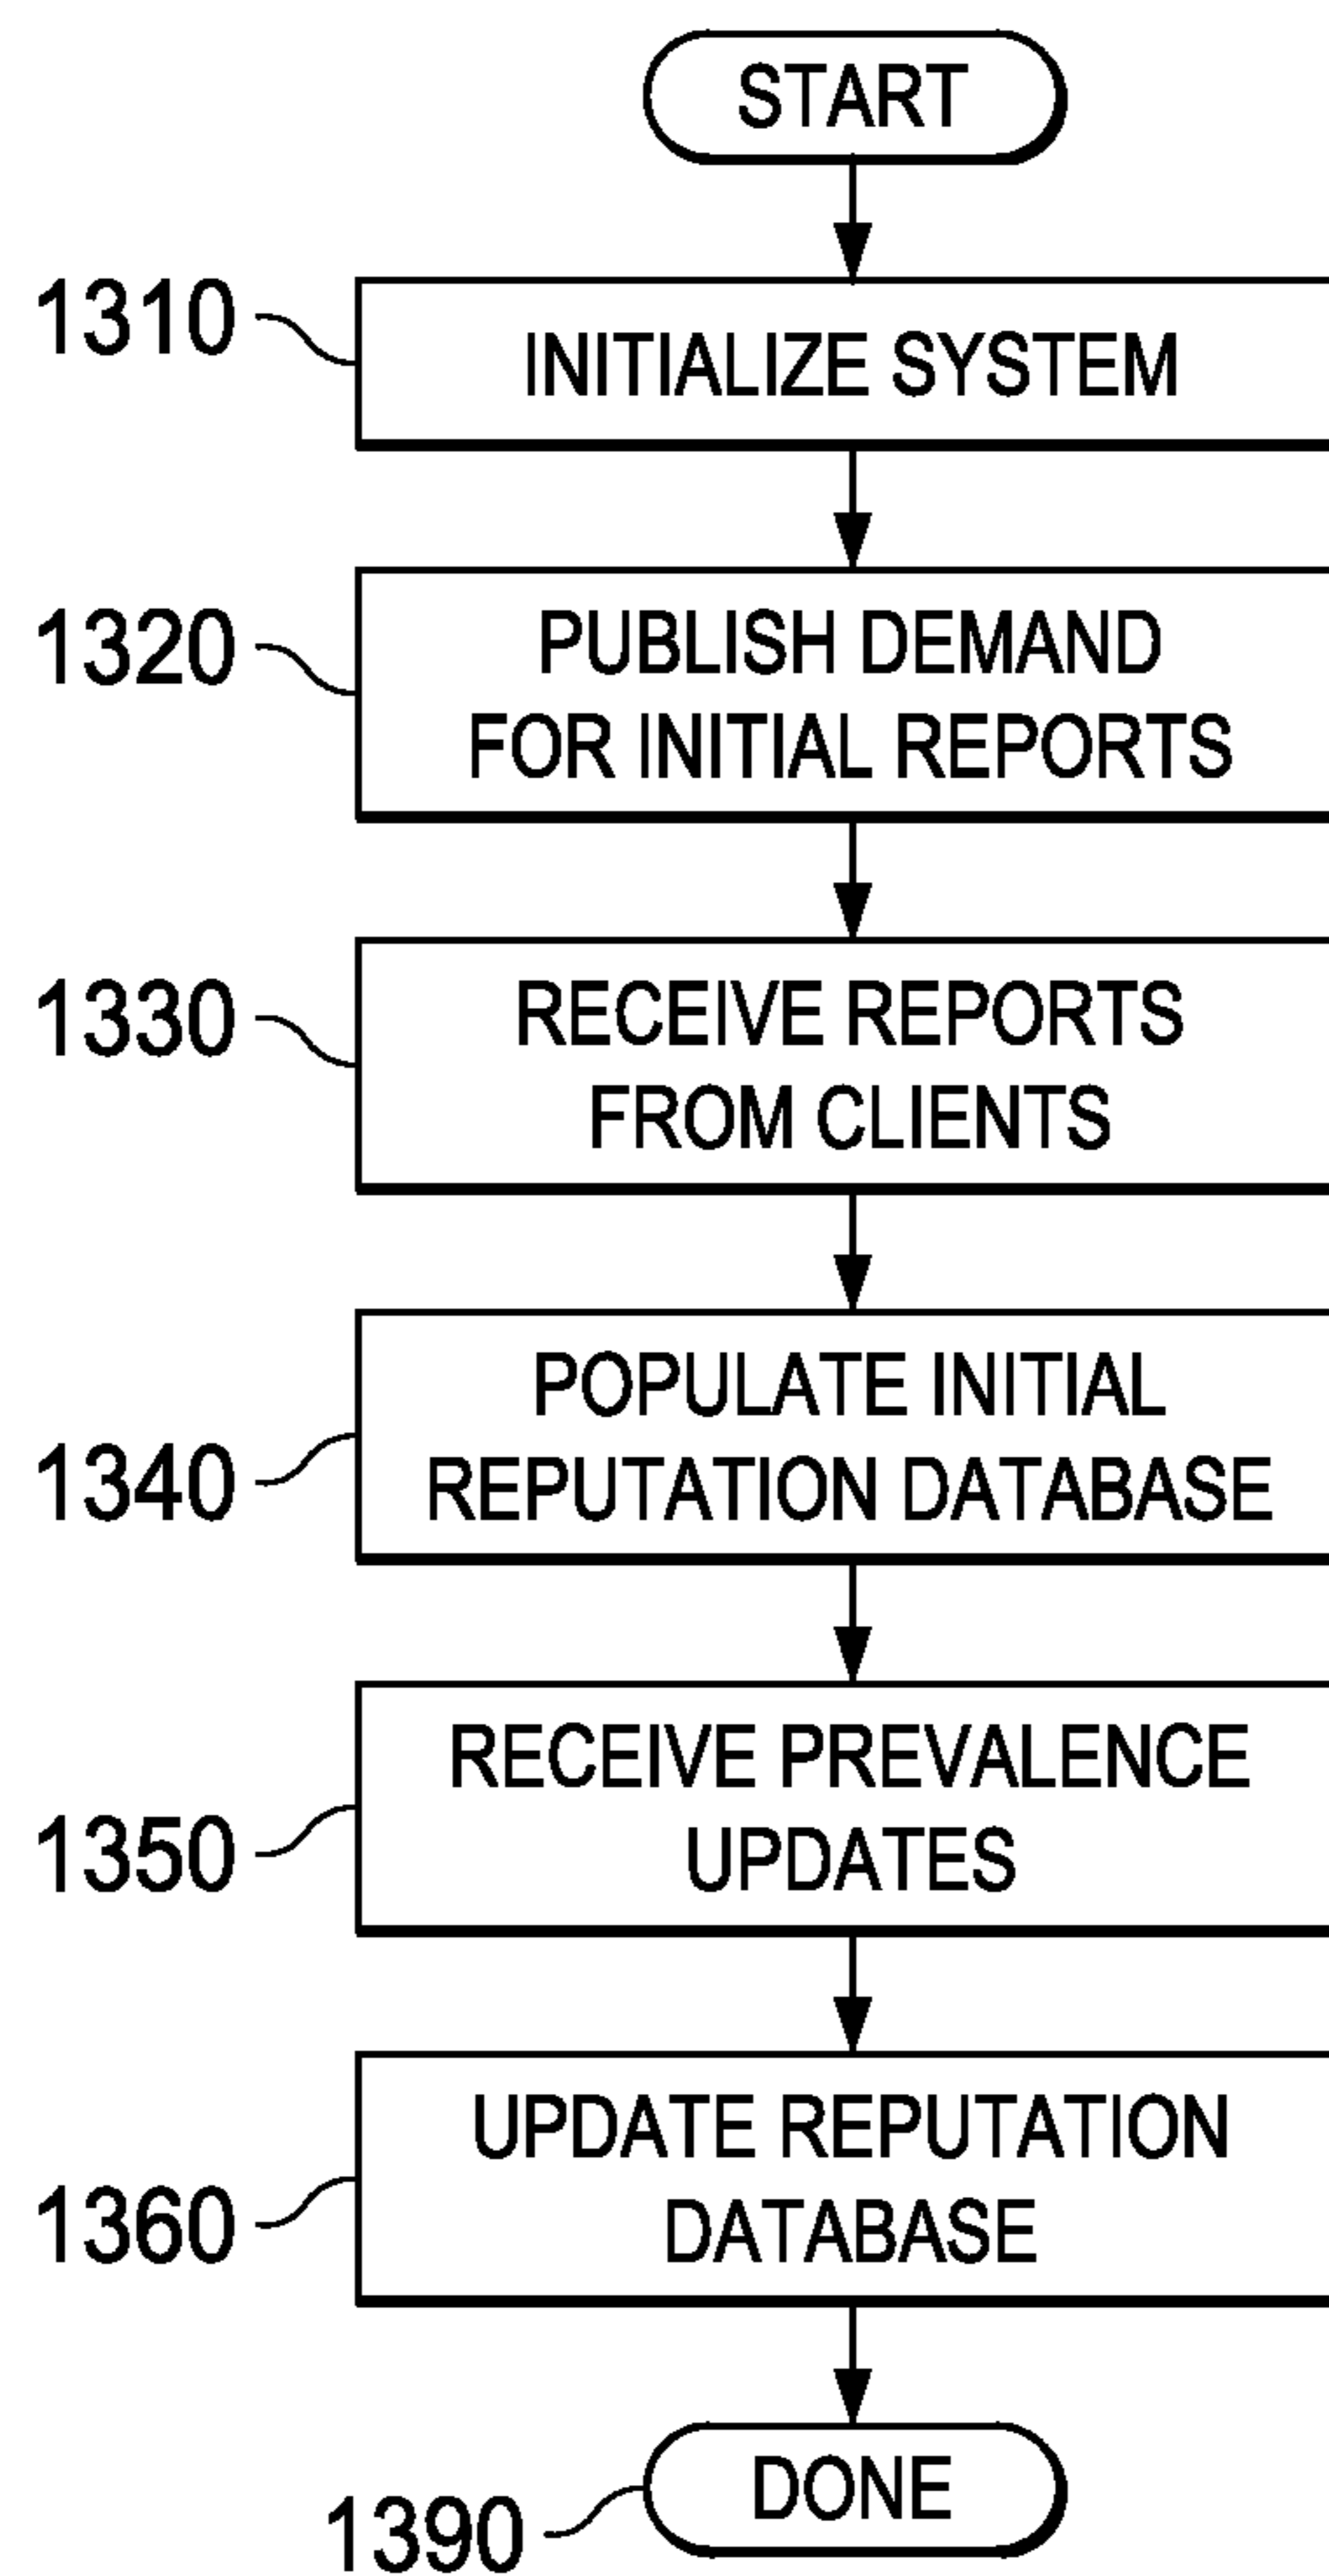 START
1310
INITIALIZE SYSTEM
1320
PUBLISH DEMAND
FOR INITIAL REPORTS
1330
RECEIVE REPORTS
FROM CLIENTS
1340
POPULATE INITIAL
REPUTATION DATABASE
1350
RECEIVE PREVALENCE
UPDATES
1360
UPDATE REPUTATION
DATABASE
1390
DONE